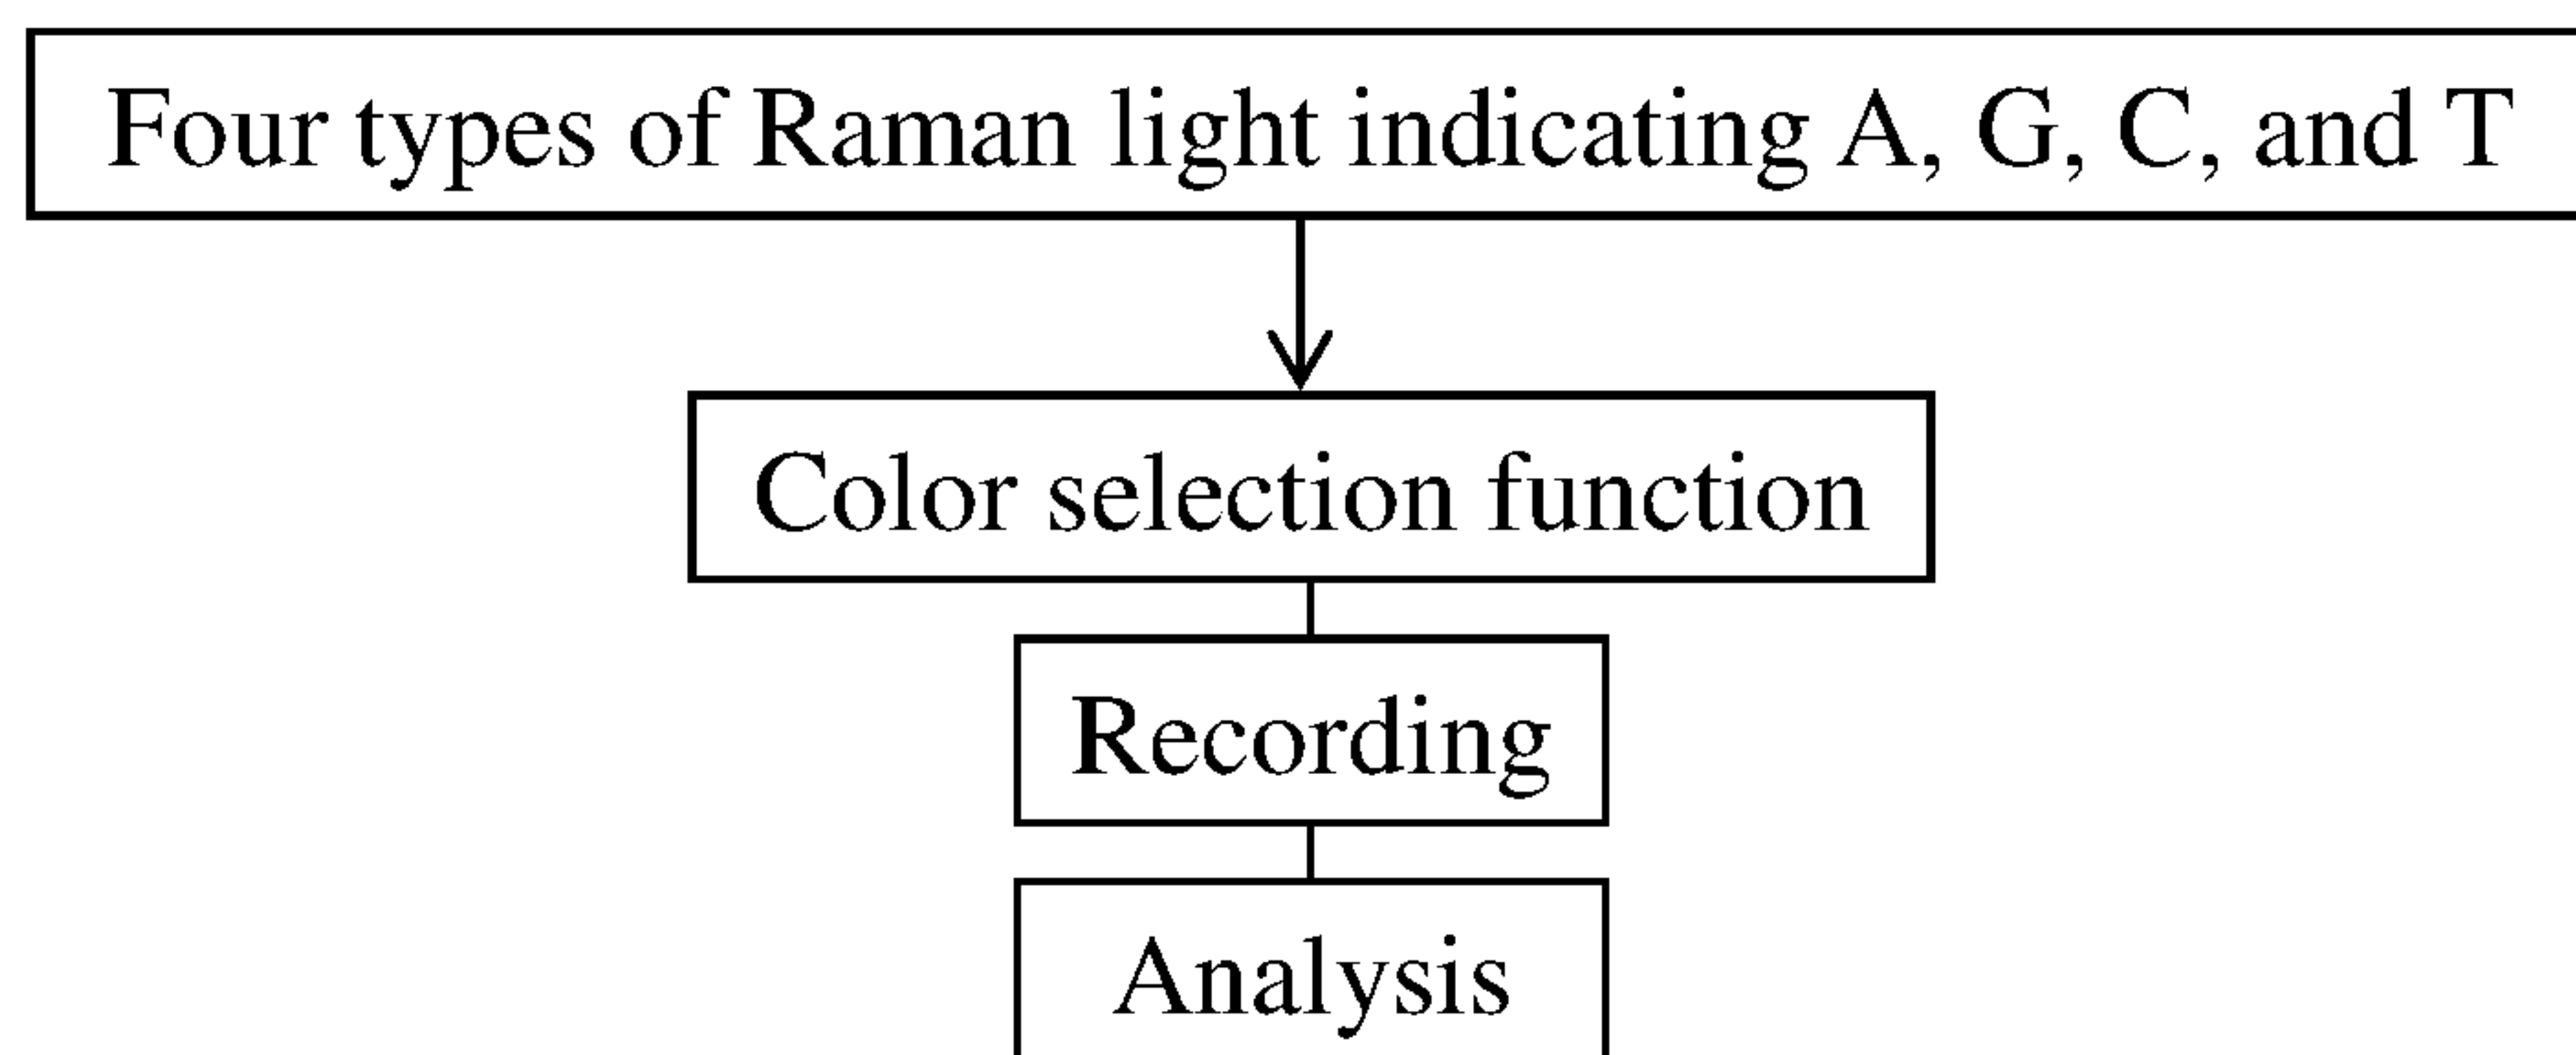 Four types of Raman light indicating A, G, C, and T
Color selection function
Recording
Analysis